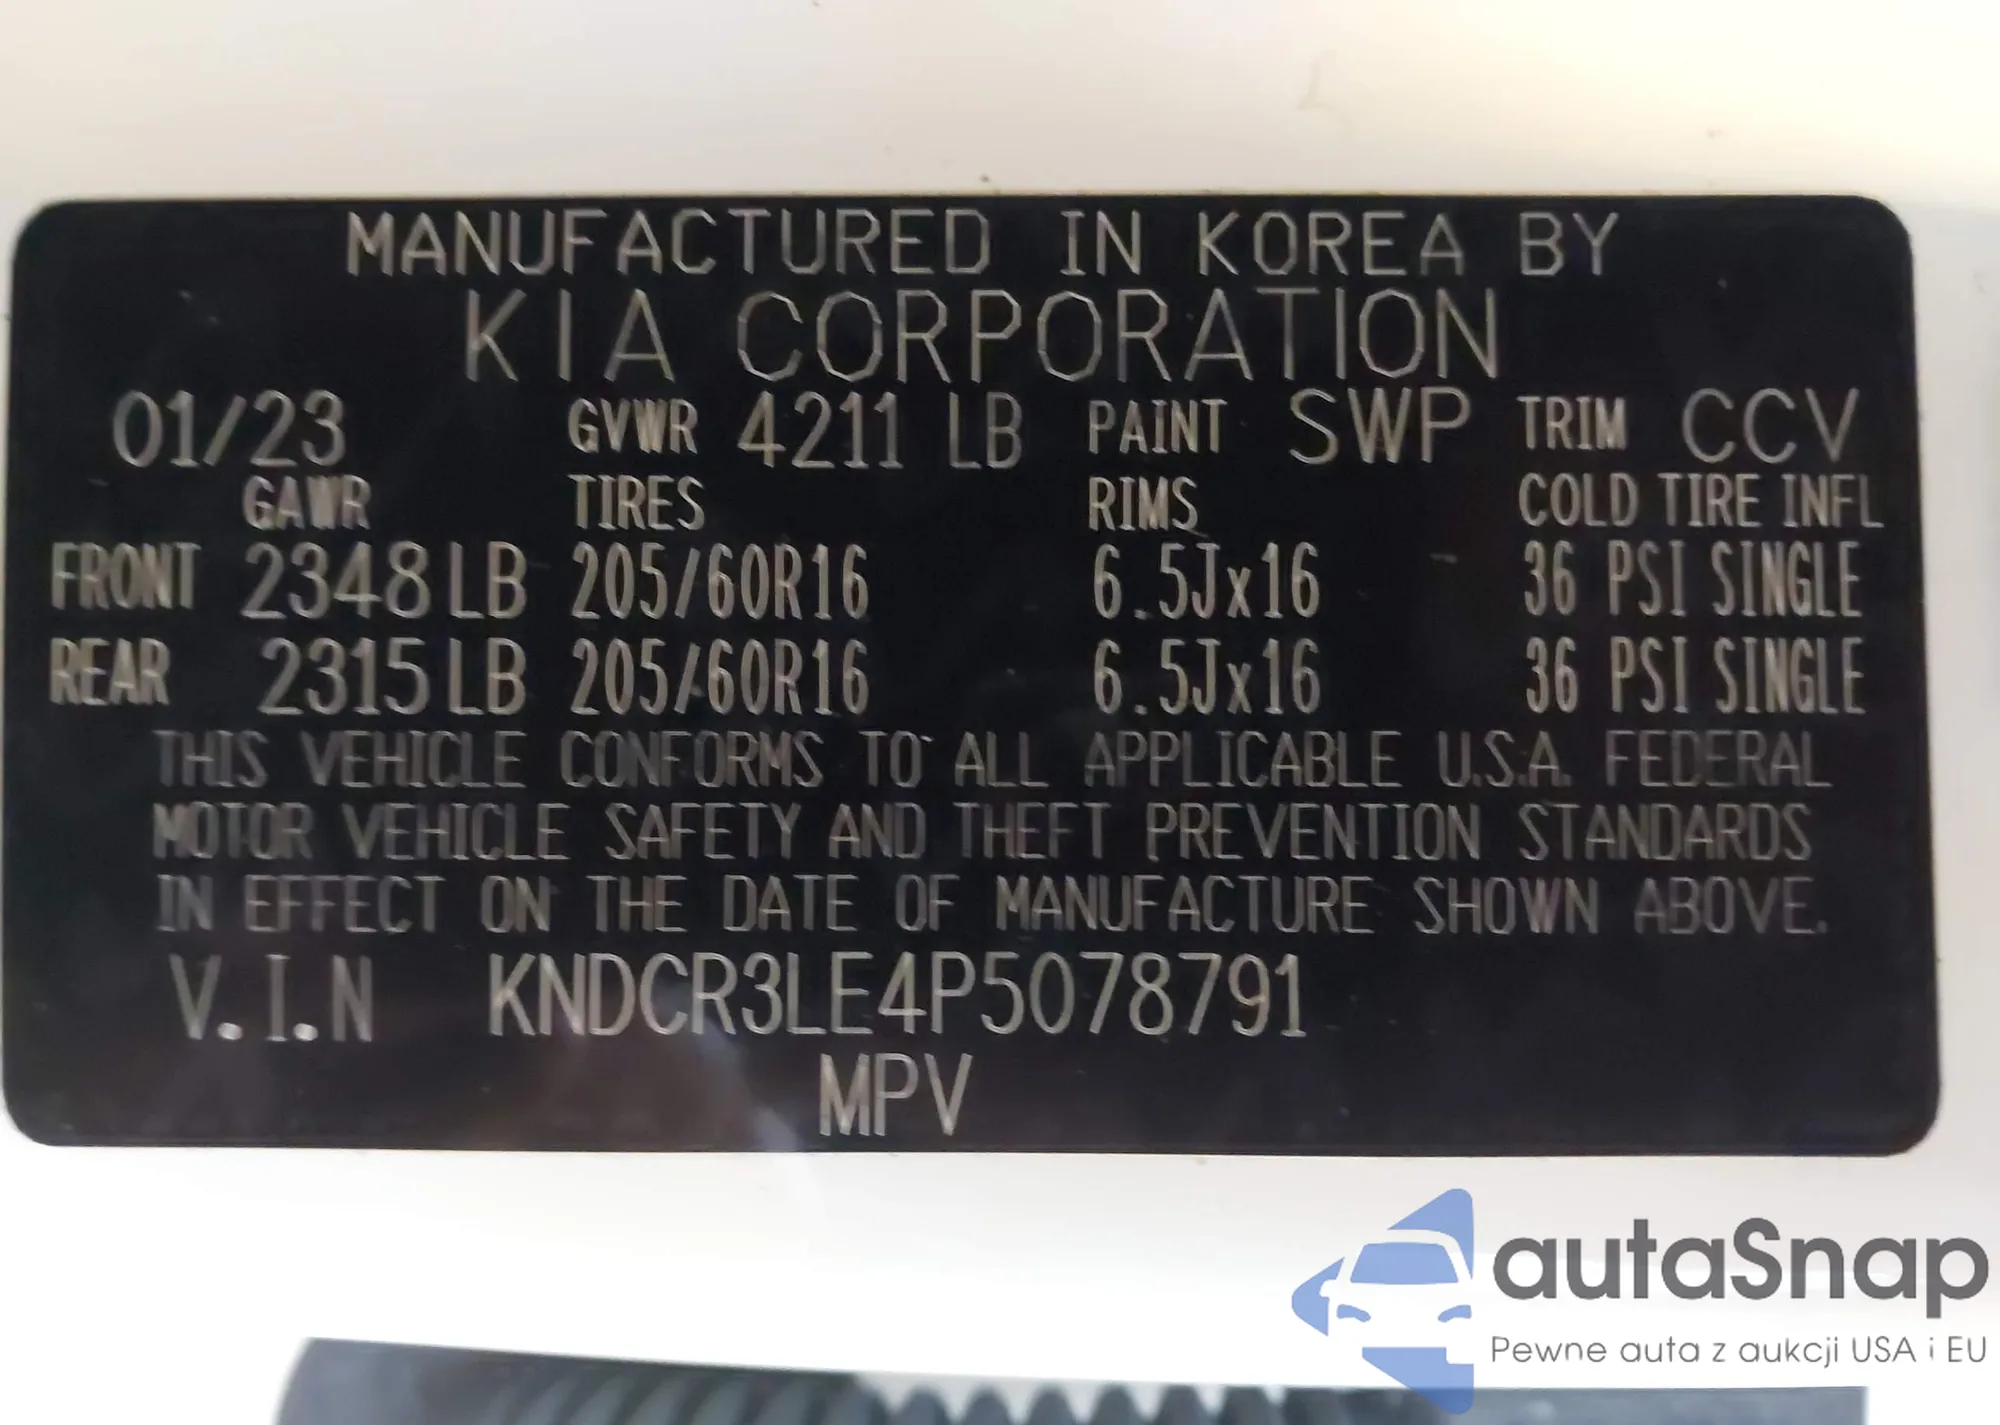 MANUFACTURED IN KOREA BY
KIA CORPORATION
01/23 GVWR 4211 LB PAINT SWP TRIM CCV
GAWR TIRES RIMS COLD TIRE INFL
FRONT 2348 LB 205/60R16 6.5Jx16 36 PSI SINGLE
REAR 2315 LB 205/60R16 6.5Jx16 36 PSI SINGLE
THIS VEHICLE CONFORMS TO ALL APPLICABLE U.S.A. FEDERAL
MOTOR VEHICLE SAFETY AND THEFT PREVENTION STANDARDS
IN EFFECT ON THE DATE OF MANUFACTURE SHOWN ABOVE.
V.I.N KNDCR3LE4P5078791
MPV
autaSnap
Pewne auta z aukcji USA i EU